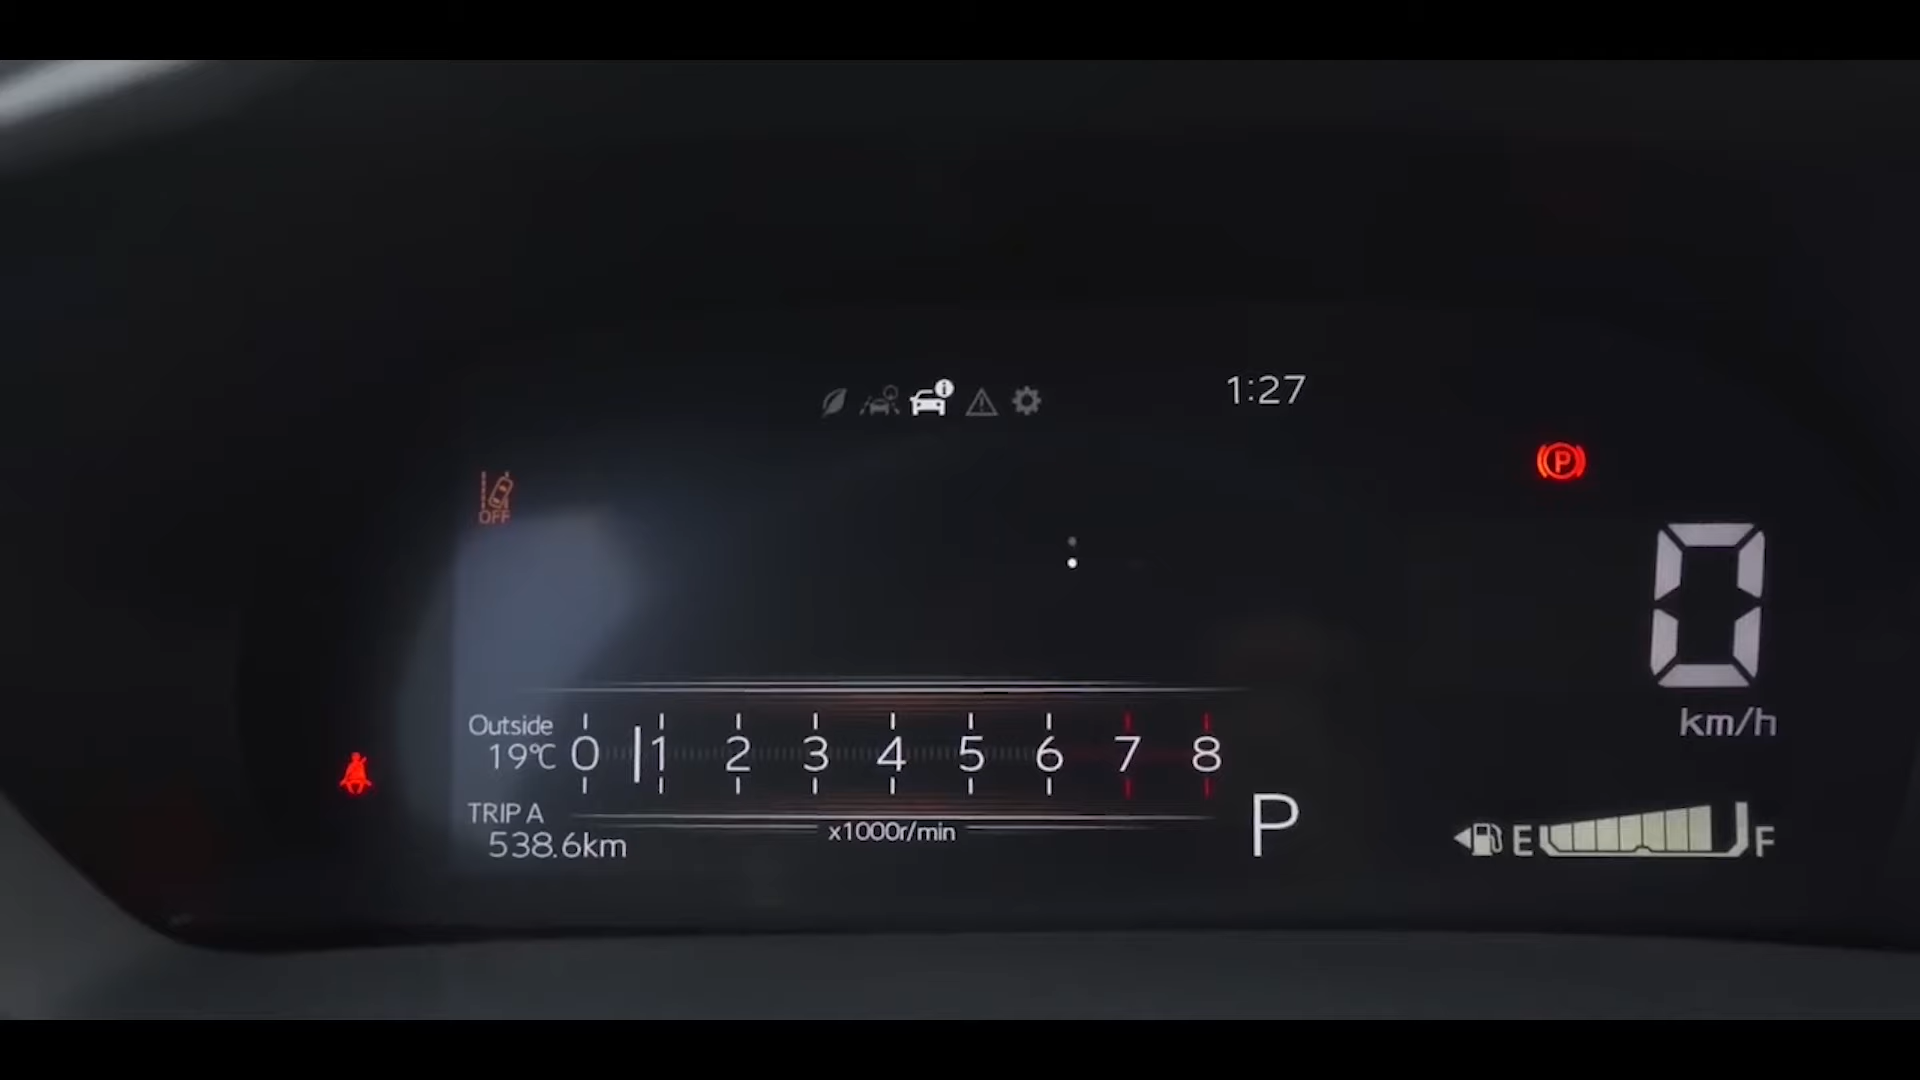 1:27
OFF
P
0
km/h
Outside
19℃
0 1 2 3 4 5 6 7 8
TRIP A
538.6km
x1000r/min
P
E F